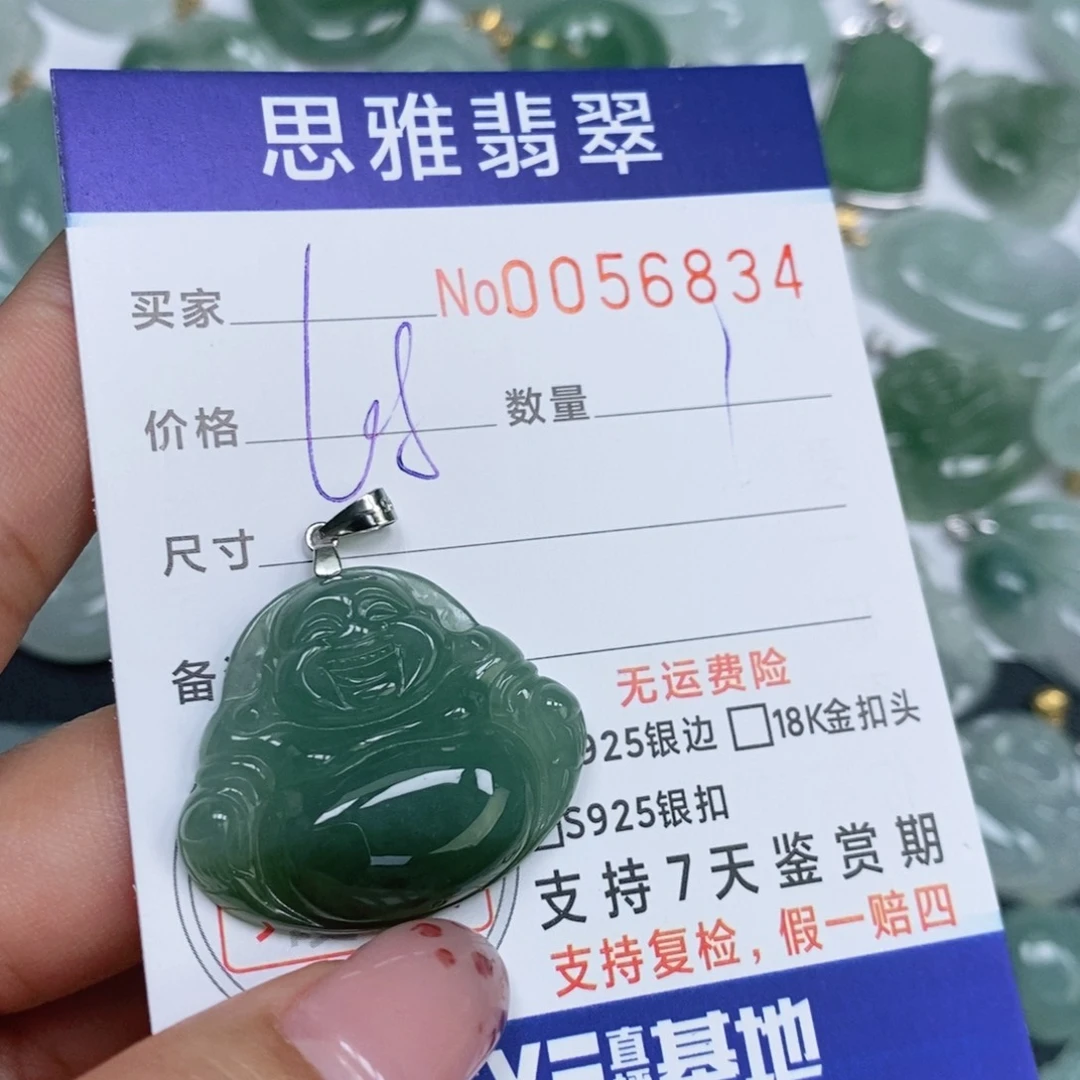 思雅翡翠
买家 No0056834
价格 数量 1
尺寸
备
无运费险
925银边 □18K金扣头
S925银扣
支持7天鉴赏期
支持复检，假一赔四
基地